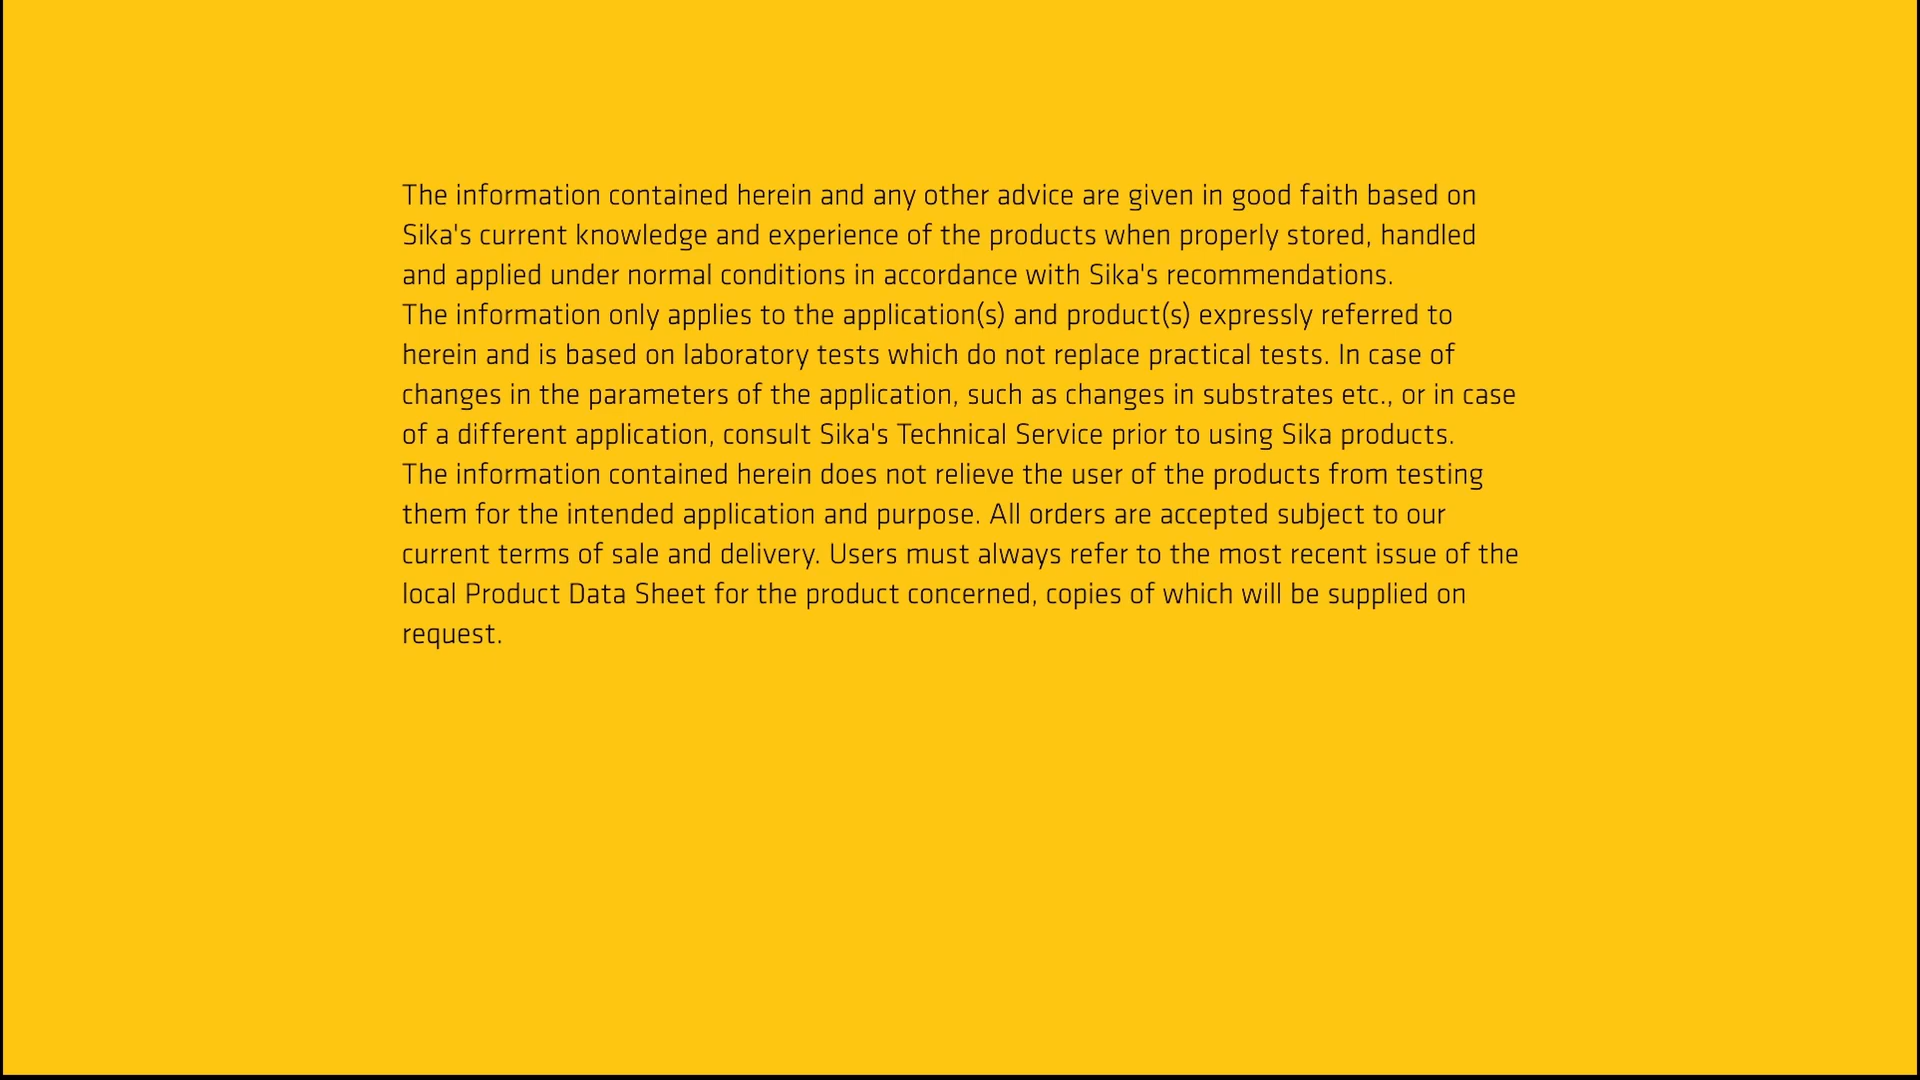 The information contained herein and any other advice are given in good faith based on
Sika's current knowledge and experience of the products when properly stored, handled
and applied under normal conditions in accordance with Sika's recommendations.
The information only applies to the application(s) and product(s) expressly referred to
herein and is based on laboratory tests which do not replace practical tests. In case of
changes in the parameters of the application, such as changes in substrates etc., or in case
of a different application, consult Sika's Technical Service prior to using Sika products.
The information contained herein does not relieve the user of the products from testing
them for the intended application and purpose. All orders are accepted subject to our
current terms of sale and delivery. Users must always refer to the most recent issue of the
local Product Data Sheet for the product concerned, copies of which will be supplied on
request.